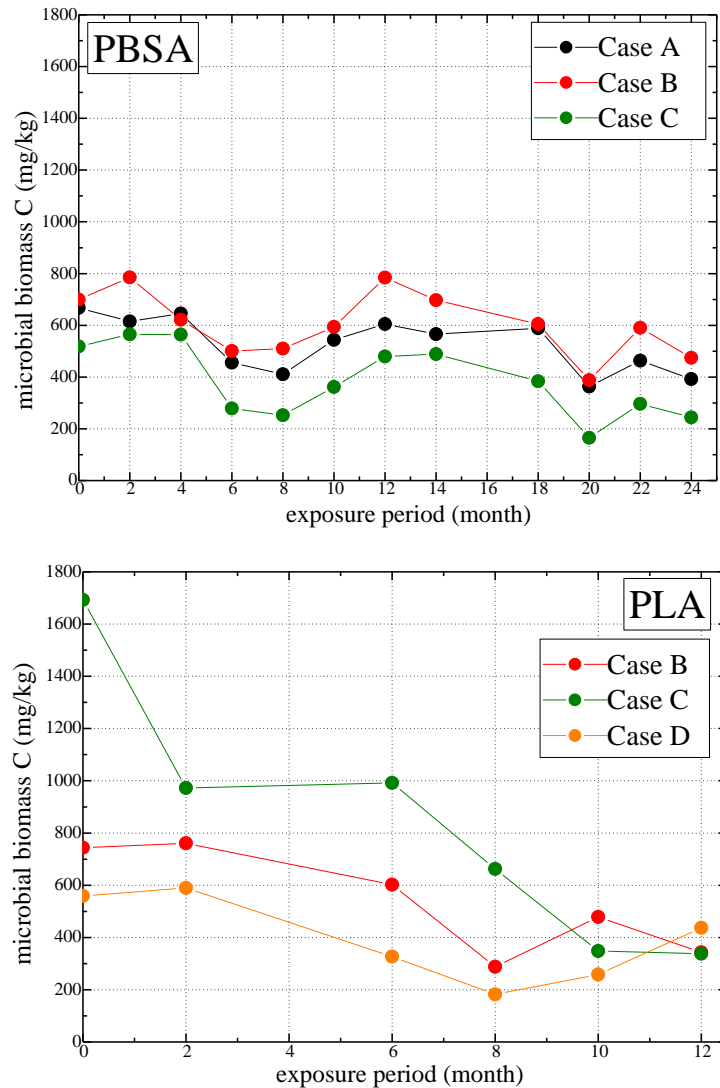 PBSA
Case A
Case B
Case C
microbial biomass C (mg/kg)
1800
1600
1400
1200
1000
800
600
400
200
0
0 2 4 6 8 10 12 14 16 18 20 22 24
exposure period (month)
PLA
Case B
Case C
Case D
microbial biomass C (mg/kg)
1800
1600
1400
1200
1000
800
600
400
200
0
0 2 4 6 8 10 12
exposure period (month)